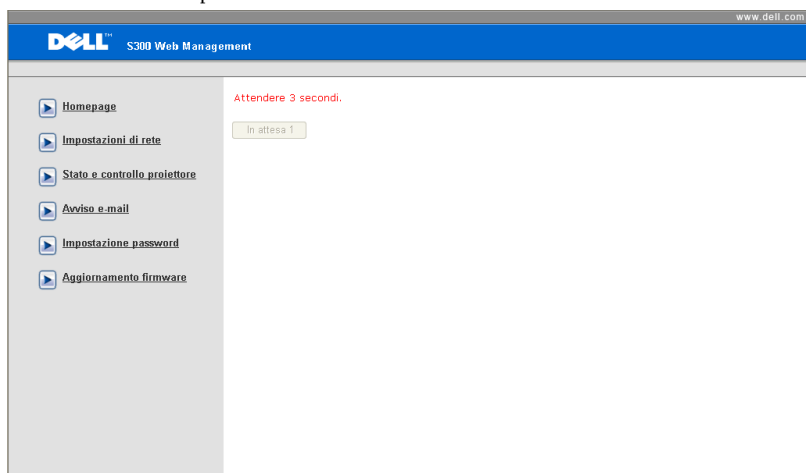 www.dell.com
DELL™ S300 Web Management
Attendere 3 secondi.
In attesa 1
Homepage
Impostazioni di rete
Stato e controllo proiettore
Avviso e-mail
Impostazione password
Aggiornamento firmware